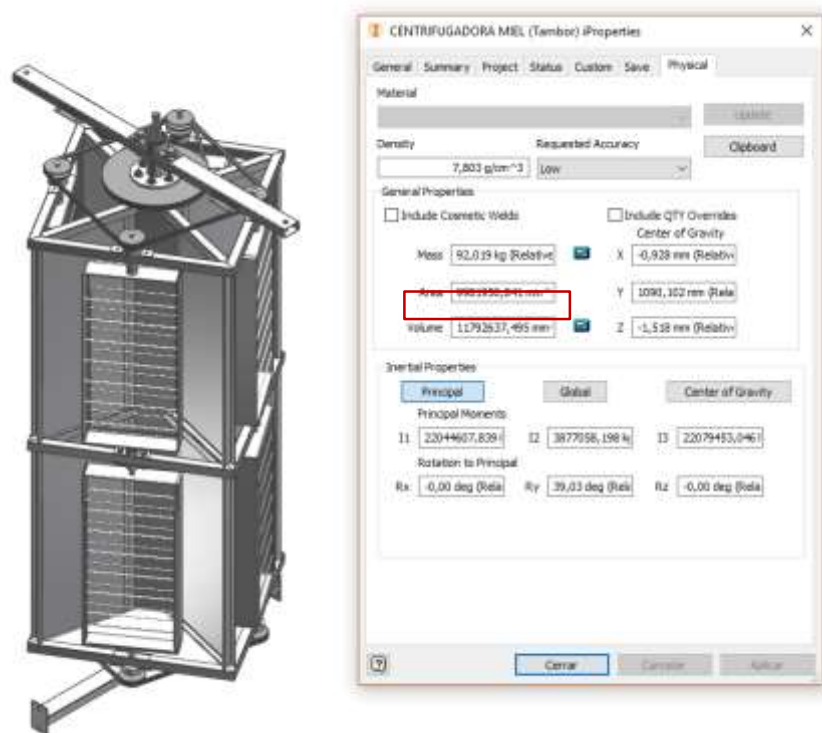 CENTRIFUGADORA MIEL (Tambor) iProperties
General Summary Project Status Custom Save Physical
Material
Update
Density Requested Accuracy Clipboard
7,803 g/cm^3 Low
General Properties
Include Cosmetic Welds Include QTY Overrides
Center of Gravity
Mass 92,019 kg (Relative X -0,928 mm (Relativ
Area Y 1090,102 mm (Rela
Volume 11792637,495 mm Z -1,518 mm (Relativ
Inertial Properties
Principal Global Center of Gravity
Principal Moments
I1 22044607,839 I2 3877058,198 kg I3 22079453,046
Rotation to Principal
Rx -0,00 deg (Rela Ry 39,03 deg (Rela Rz -0,00 deg (Rela
Cerrar Cancelar Aplicar